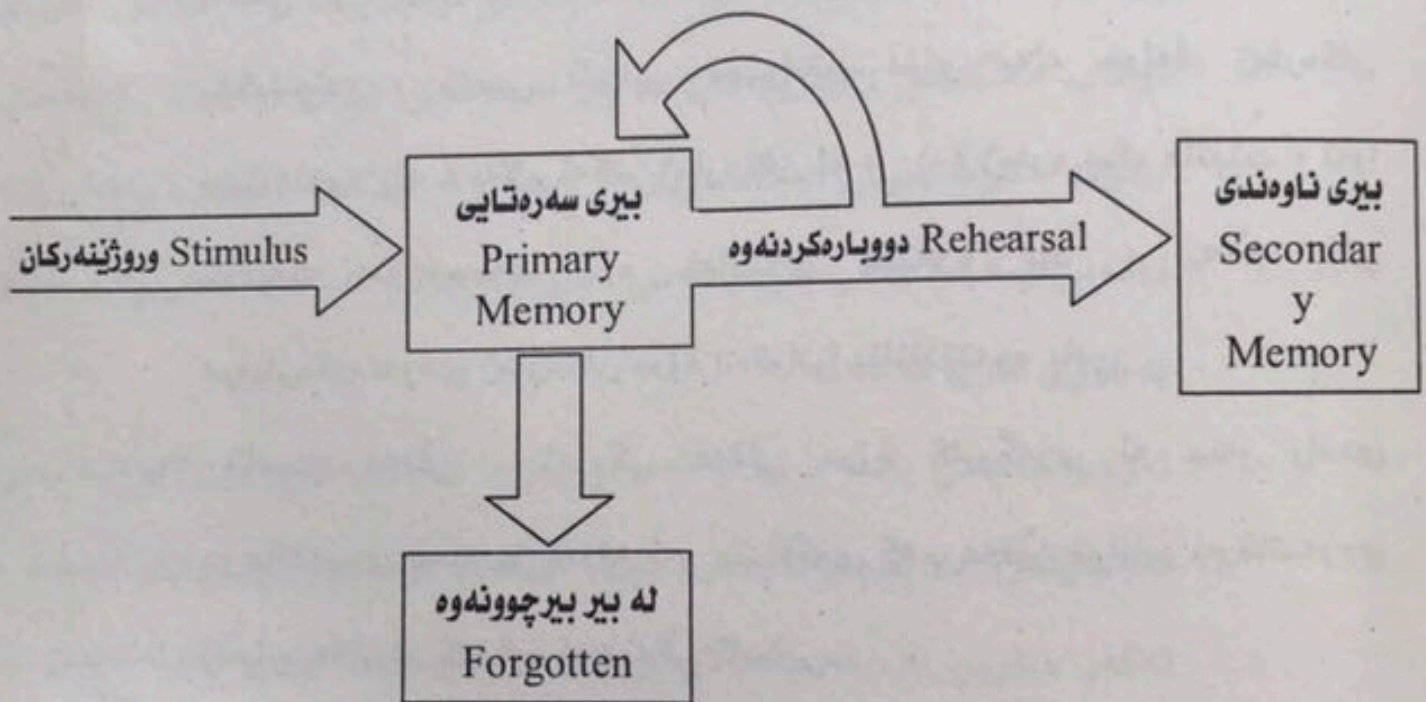 وروژێنەرکان Stimulus
بیری سەرەتایی
Primary
Memory
دووبارەکردنەوە Rehearsal
بیری ناوەندی
Secondar
y
Memory
لە بیر بیرچوونەوە
Forgotten